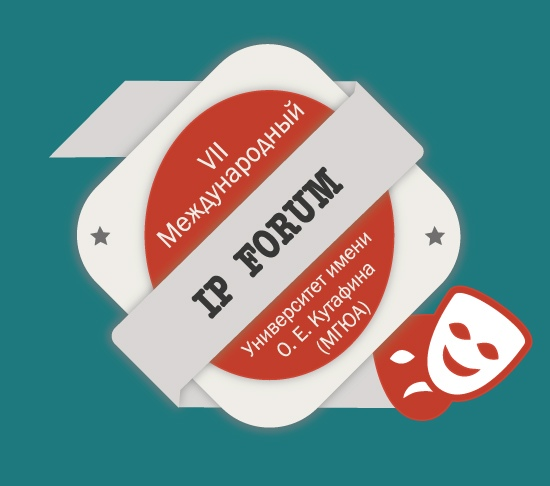 VII
Международный
IP FORUM
Университет имени
О. Е. Кутафина
(МГЮА)